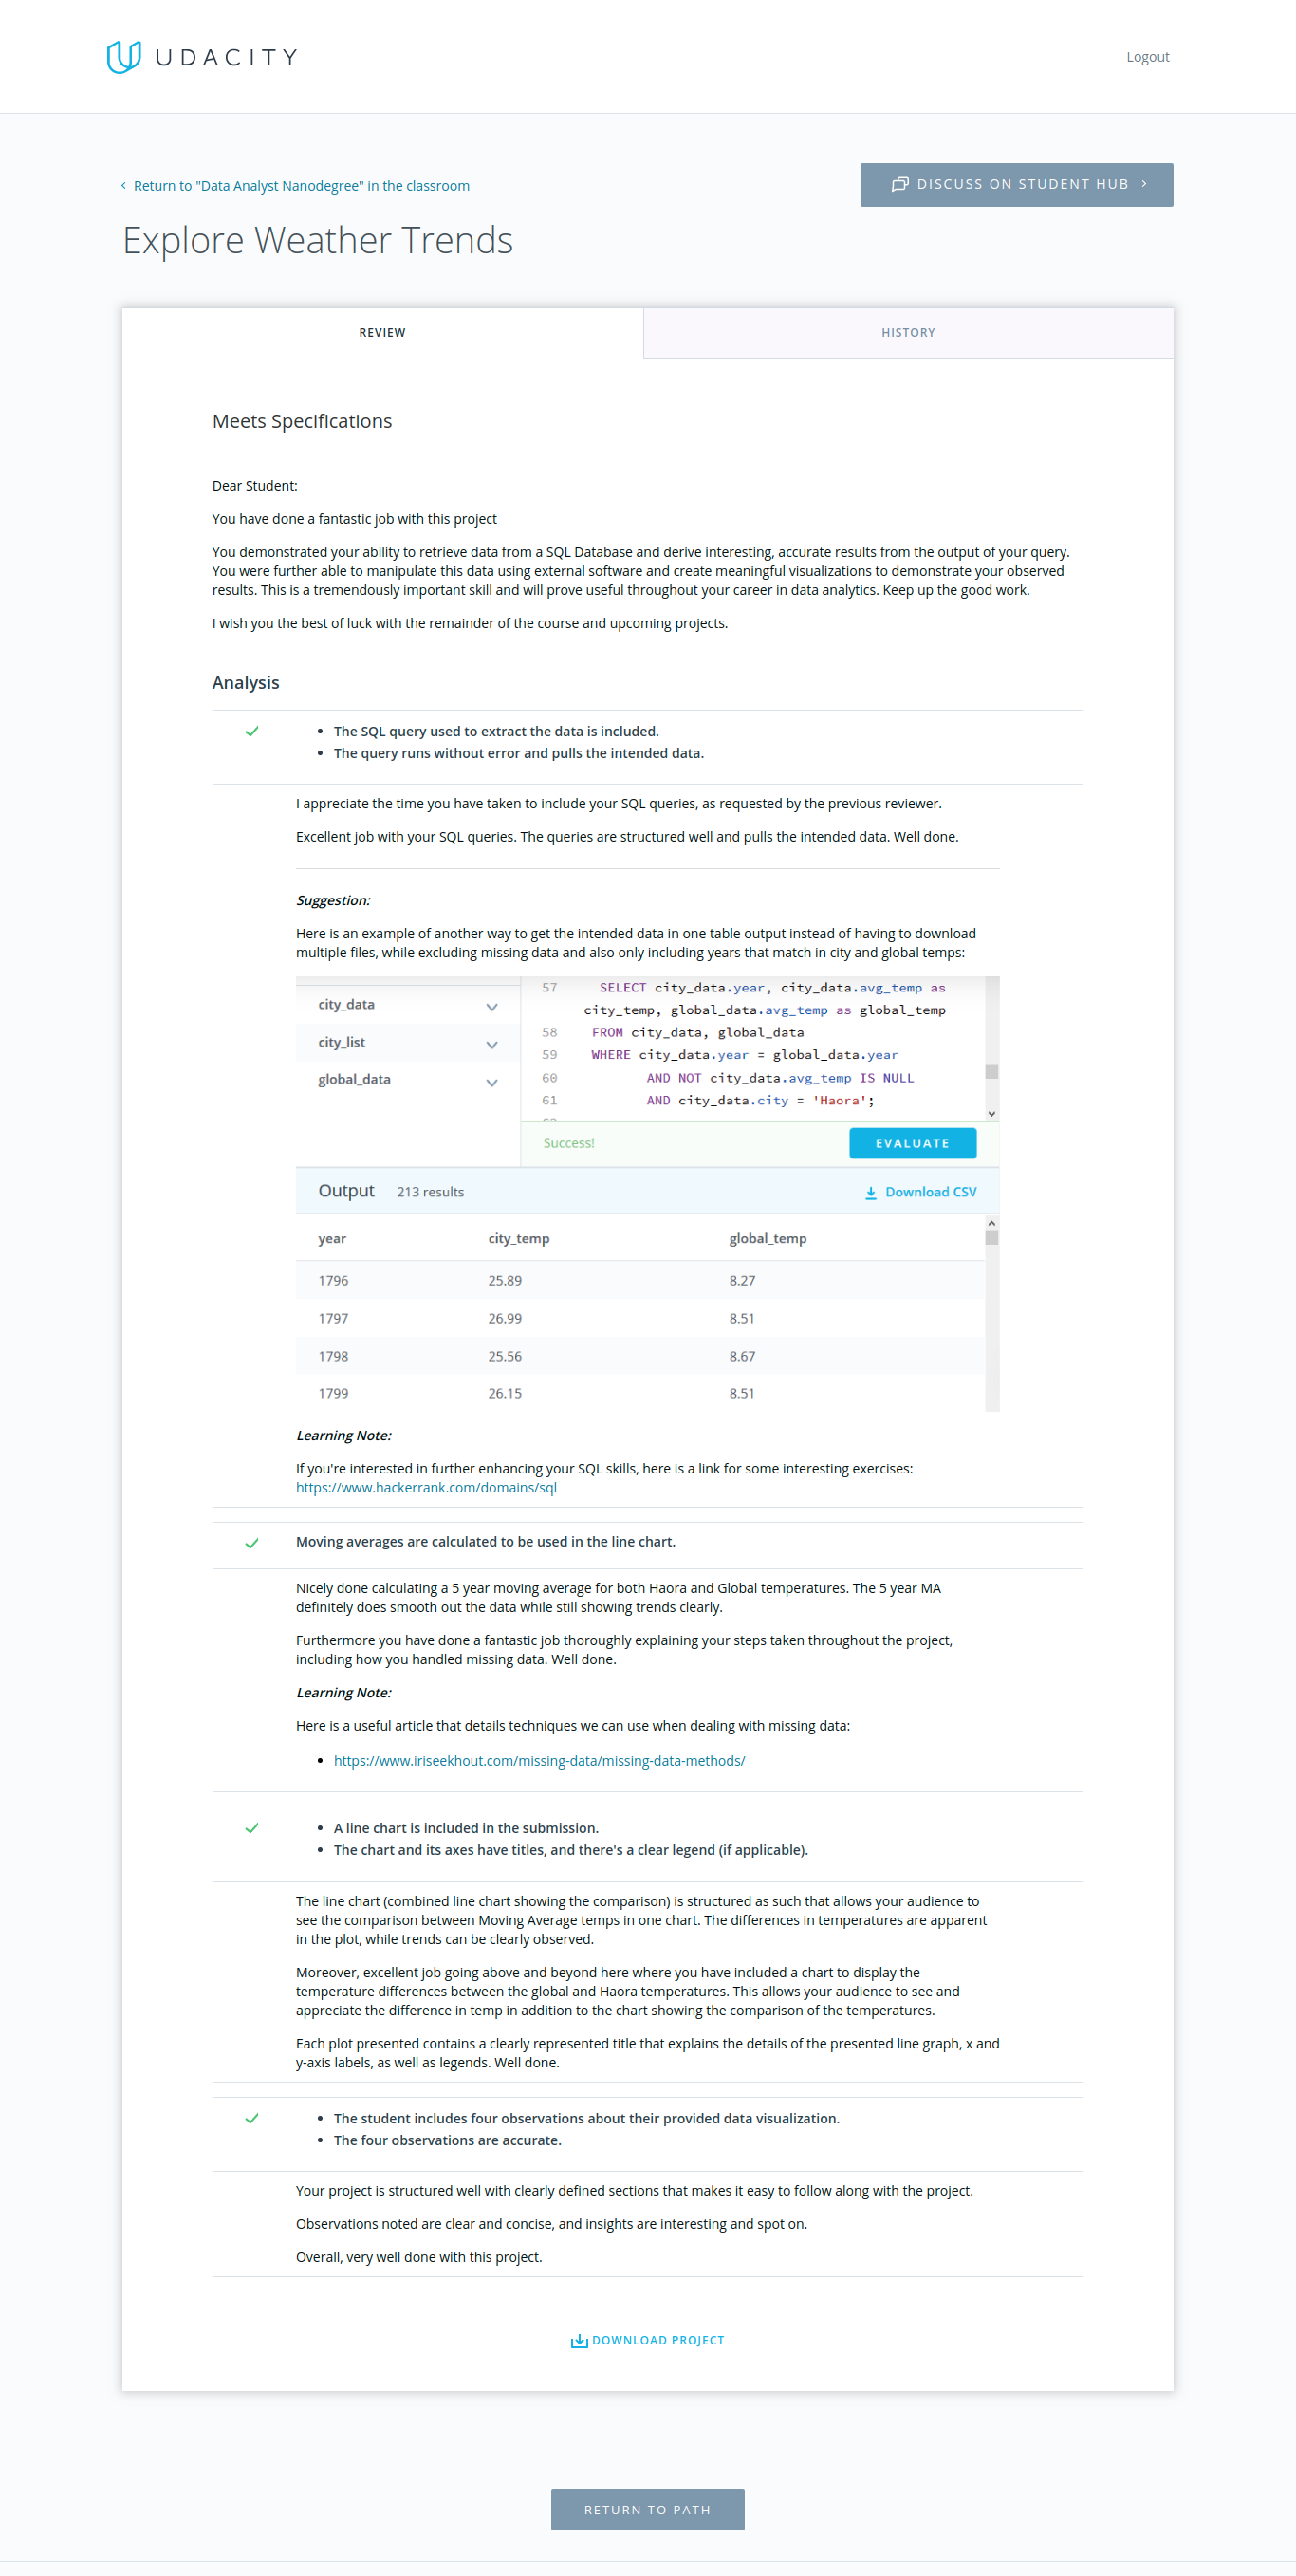 UDACITY
Logout
Return to "Data Analyst Nanodegree" in the classroom
DISCUSS ON STUDENT HUB
Explore Weather Trends
REVIEW
HISTORY
Meets Specifications
Dear Student:
You have done a fantastic job with this project
You demonstrated your ability to retrieve data from a SQL Database and derive interesting, accurate results from the output of your query.
You were further able to manipulate this data using external software and create meaningful visualizations to demonstrate your observed
results. This is a tremendously important skill and will prove useful throughout your career in data analytics. Keep up the good work.
I wish you the best of luck with the remainder of the course and upcoming projects.
Analysis
• The SQL query used to extract the data is included.
• The query runs without error and pulls the intended data.
I appreciate the time you have taken to include your SQL queries, as requested by the previous reviewer.
Excellent job with your SQL queries. The queries are structured well and pulls the intended data. Well done.
Suggestion:
Here is an example of another way to get the intended data in one table output instead of having to download
multiple files, while excluding missing data and also only including years that match in city and global temps:
city_data
city_list
global_data
57 SELECT city_data.year, city_data.avg_temp as
city_temp, global_data.avg_temp as global_temp
58 FROM city_data, global_data
59 WHERE city_data.year = global_data.year
60 AND NOT city_data.avg_temp IS NULL
61 AND city_data.city = 'Haora';
Success!
EVALUATE
Output 213 results
Download CSV
year city_temp global_temp
1796 25.89 8.27
1797 26.99 8.51
1798 25.56 8.67
1799 26.15 8.51
Learning Note:
If you're interested in further enhancing your SQL skills, here is a link for some interesting exercises:
https://www.hackerrank.com/domains/sql
Moving averages are calculated to be used in the line chart.
Nicely done calculating a 5 year moving average for both Haora and Global temperatures. The 5 year MA
definitely does smooth out the data while still showing trends clearly.
Furthermore you have done a fantastic job thoroughly explaining your steps taken throughout the project,
including how you handled missing data. Well done.
Learning Note:
Here is a useful article that details techniques we can use when dealing with missing data:
• https://www.iriseekhout.com/missing-data/missing-data-methods/
• A line chart is included in the submission.
• The chart and its axes have titles, and there's a clear legend (if applicable).
The line chart (combined line chart showing the comparison) is structured as such that allows your audience to
see the comparison between Moving Average temps in one chart. The differences in temperatures are apparent
in the plot, while trends can be clearly observed.
Moreover, excellent job going above and beyond here where you have included a chart to display the
temperature differences between the global and Haora temperatures. This allows your audience to see and
appreciate the difference in temp in addition to the chart showing the comparison of the temperatures.
Each plot presented contains a clearly represented title that explains the details of the presented line graph, x and
y-axis labels, as well as legends. Well done.
• The student includes four observations about their provided data visualization.
• The four observations are accurate.
Your project is structured well with clearly defined sections that makes it easy to follow along with the project.
Observations noted are clear and concise, and insights are interesting and spot on.
Overall, very well done with this project.
DOWNLOAD PROJECT
RETURN TO PATH